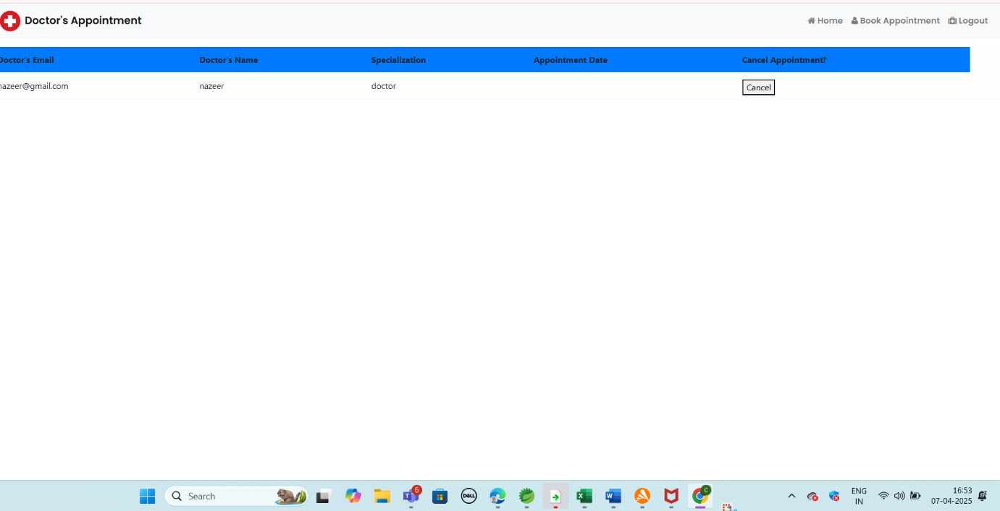 Doctor's Appointment
Home Book Appointment Logout
Doctor's Email Doctor's Name Specialization Appointment Date Cancel Appointment?
nazeer@gmail.com nazeer doctor Cancel
Search
DELL
6
C
ENG
IN
16:53
07-04-2025